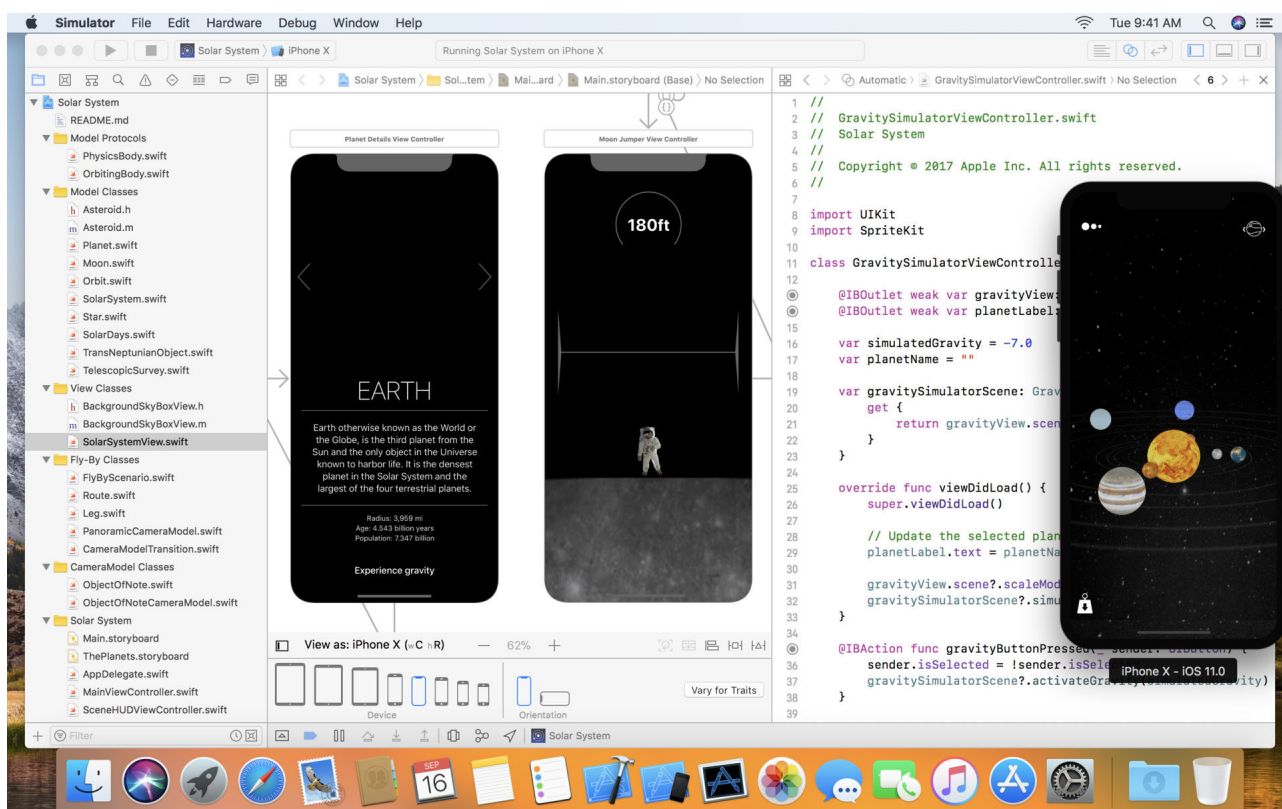 Simulator File Edit Hardware Debug Window Help Tue 9:41 AM
Solar System iPhone X Running Solar System on iPhone X
Solar System Sol...tem Mai...ard Main.storyboard (Base) No Selection
Automatic GravitySimulatorViewController.swift No Selection 6
Solar System
README.md
Model Protocols
PhysicsBody.swift
OrbitingBody.swift
Model Classes
h Asteroid.h
m Asteroid.m
Planet.swift
Moon.swift
Orbit.swift
SolarSystem.swift
Star.swift
SolarDays.swift
TransNeptunianObject.swift
TelescopicSurvey.swift
View Classes
h BackgroundSkyBoxView.h
m BackgroundSkyBoxView.m
SolarSystemView.swift
Fly-By Classes
FlyByScenario.swift
Route.swift
Leg.swift
PanoramicCameraModel.swift
CameraModelTransition.swift
CameraModel Classes
ObjectOfNote.swift
ObjectOfNoteCameraModel.swift
Solar System
Main.storyboard
ThePlanets.storyboard
AppDelegate.swift
MainViewController.swift
SceneHUDViewController.swift
Filter
Planet Details View Controller
EARTH
Earth otherwise known as the World or
the Globe, is the third planet from the
Sun and the only object in the Universe
known to harbor life. It is the densest
planet in the Solar System and the
largest of the four terrestrial planets.
Radius: 3,959 mi
Age: 4.543 billion years
Population: 7.347 billion
Experience gravity
Moon Jumper View Controller
180ft
View as: iPhone X (wC hR) — 62% +
Device
Orientation
Vary for Traits
Solar System
1 //
2 // GravitySimulatorViewController.swift
3 // Solar System
4 //
5 // Copyright © 2017 Apple Inc. All rights reserved.
6 //
7
8 import UIKit
9 import SpriteKit
10
11 class GravitySimulatorViewControlle
12
@IBOutlet weak var gravityView:
@IBOutlet weak var planetLabel:
15
16 var simulatedGravity = -7.0
17 var planetName = ""
18
19 var gravitySimulatorScene: Grav
20 get {
21 return gravityView.scen
22 }
23 }
24
25 override func viewDidLoad() {
26 super.viewDidLoad()
27
28 // Update the selected plan
29 planetLabel.text = planetNa
30
31 gravityView.scene?.scaleMod
32 gravitySimulatorScene?.simu
33 }
34
@IBAction func gravityButtonPressed(_ sender: UIButton) {
36 sender.isSelected = !sender.isSele
37 gravitySimulatorScene?.activateGravity(simulatedGravity)
38 }
39
iPhone X - iOS 11.0
SEP
16